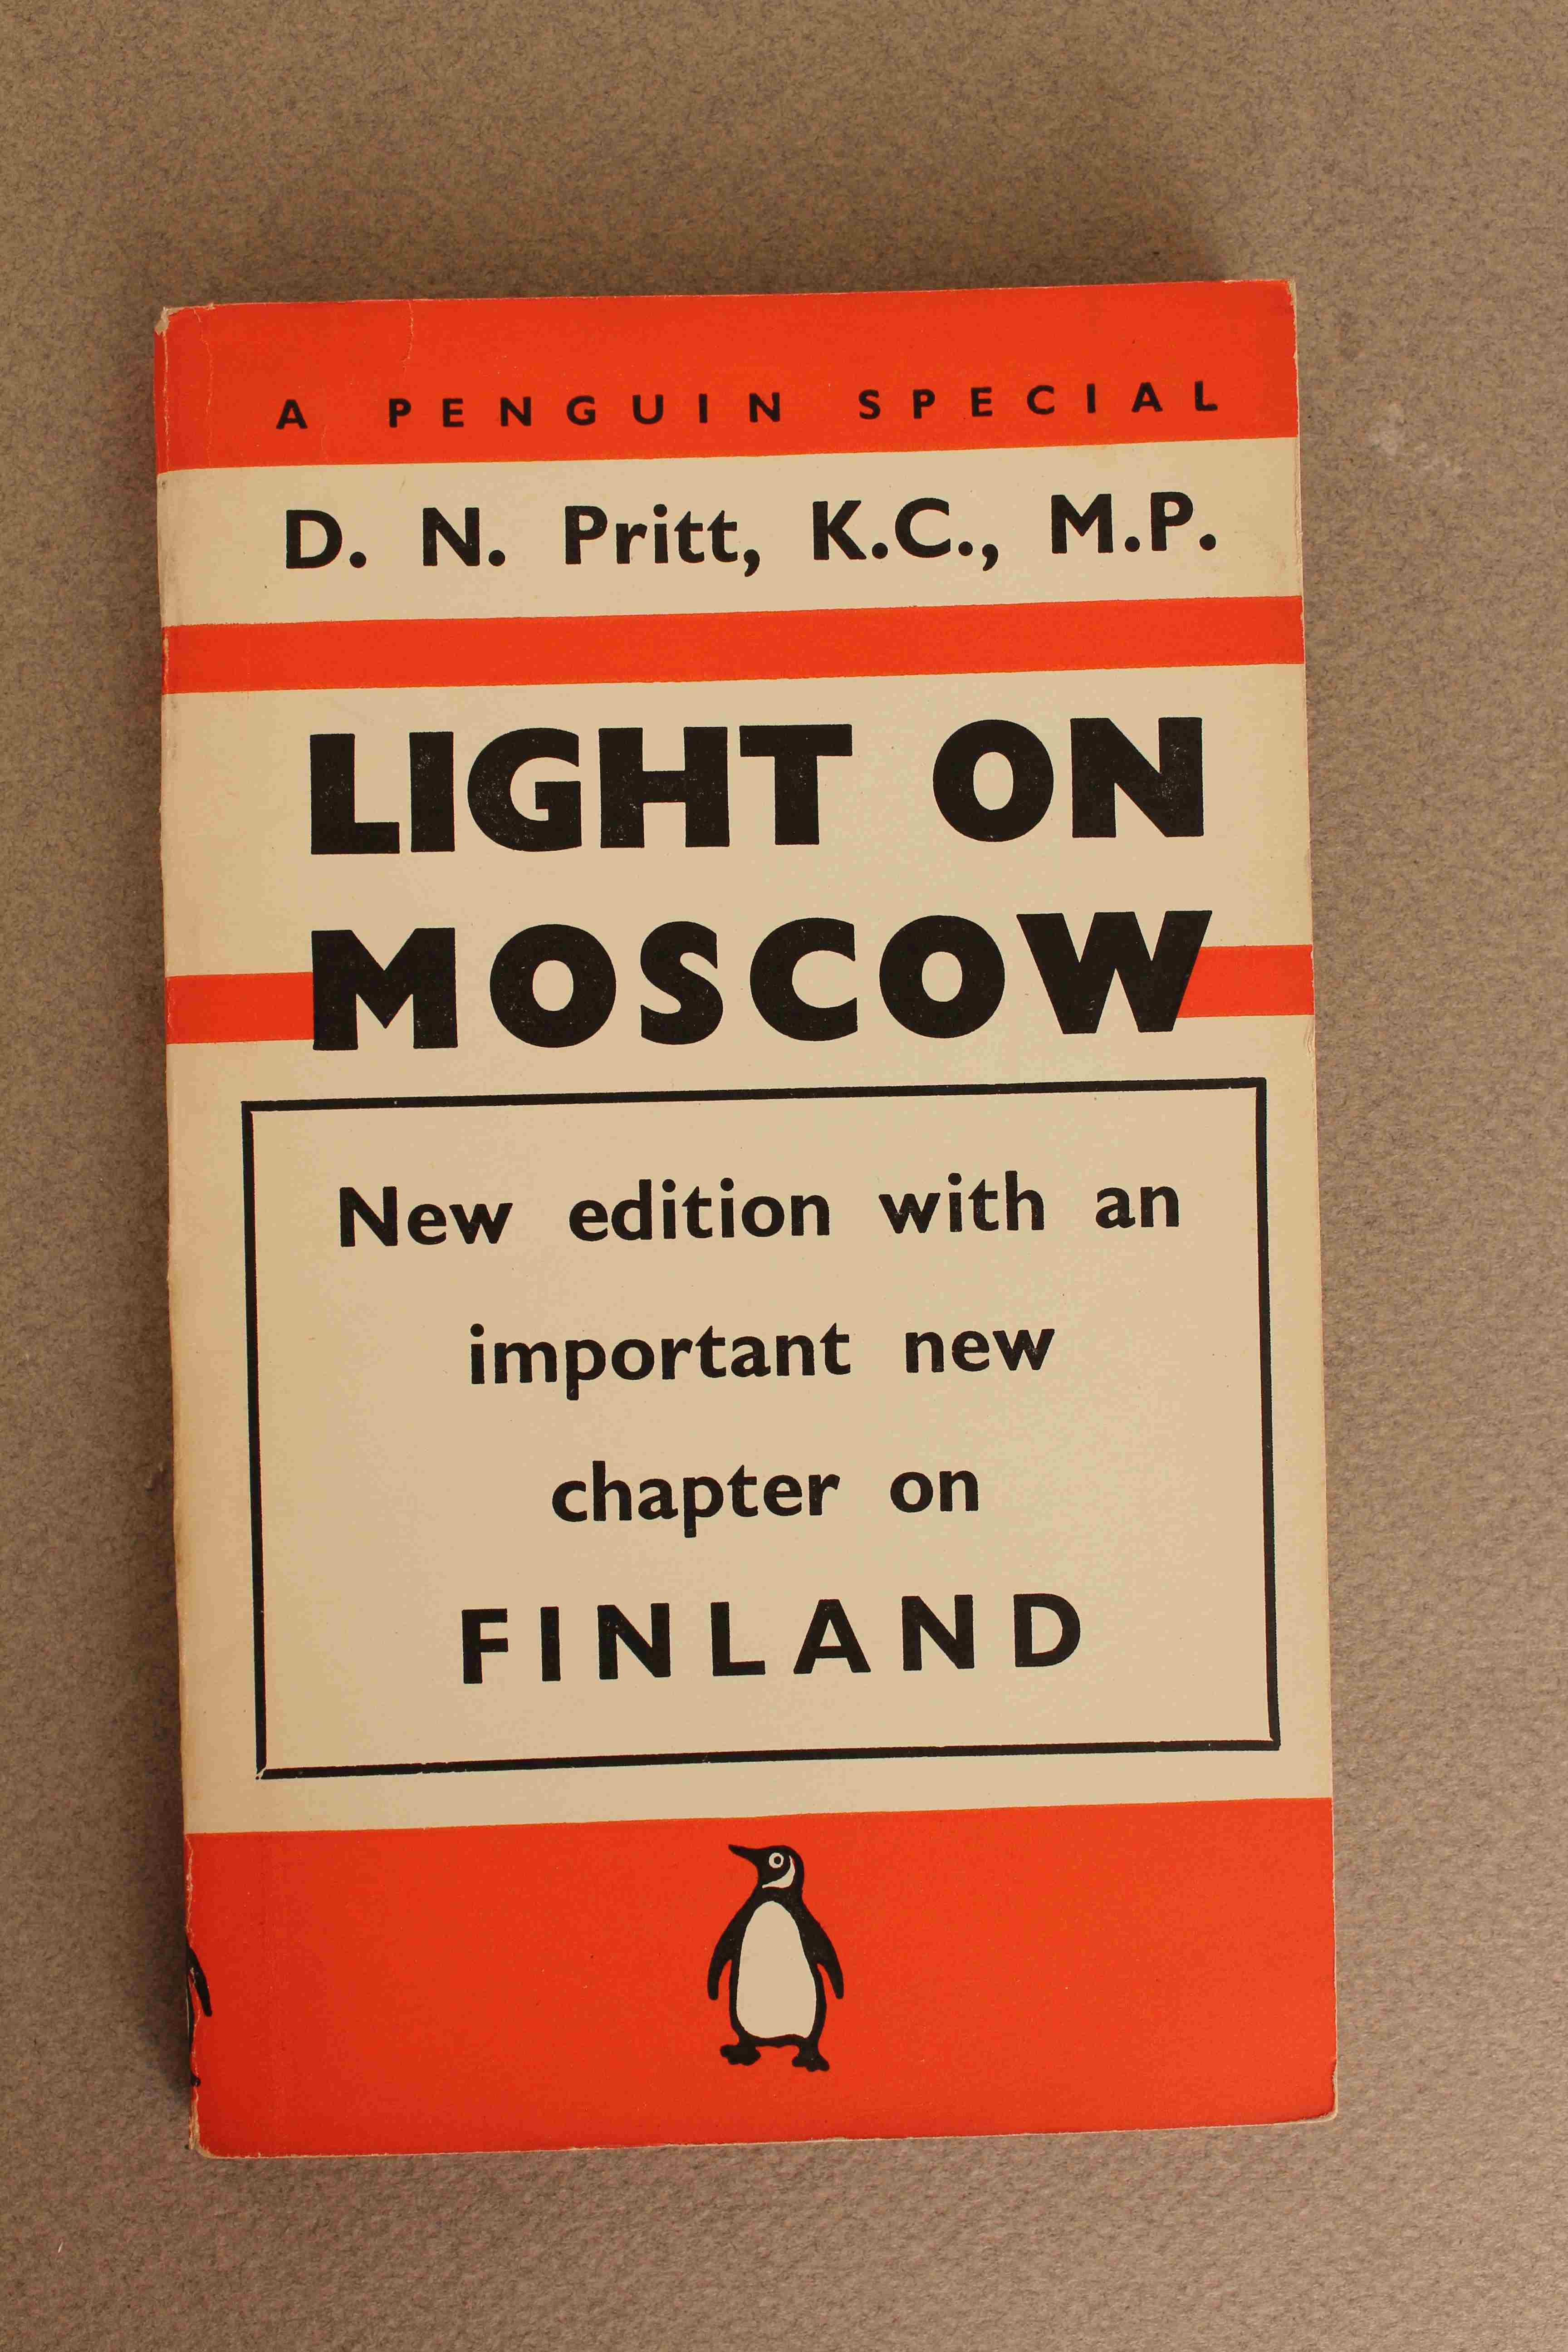 A PENGUIN SPECIAL
D. N. Pritt, K.C., M.P.
LIGHT ON
MOSCOW
New edition with an
important new
chapter on
FINLAND